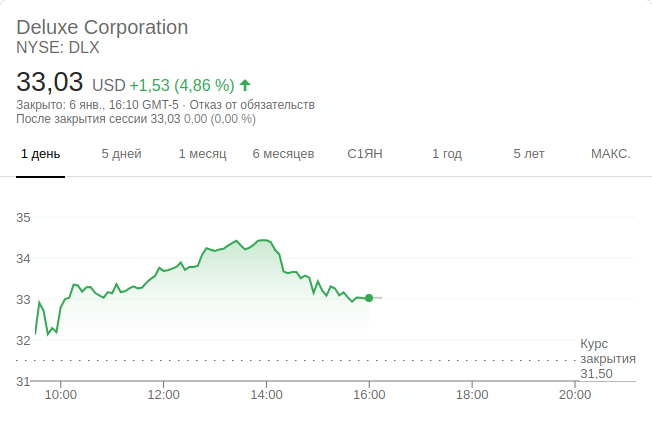 Deluxe Corporation
NYSE: DLX
33,03 USD +1,53 (4,86 %)
Закрыто: 6 янв., 16:10 GMT-5 · Отказ от обязательств
После закрытия сессии 33,03 0,00 (0,00 %)
1 день 5 дней 1 месяц 6 месяцев С1ЯН 1 год 5 лет МАКС.
35
34
33
32
Курс
закрытия
31,50
31
10:00 12:00 14:00 16:00 18:00 20:00